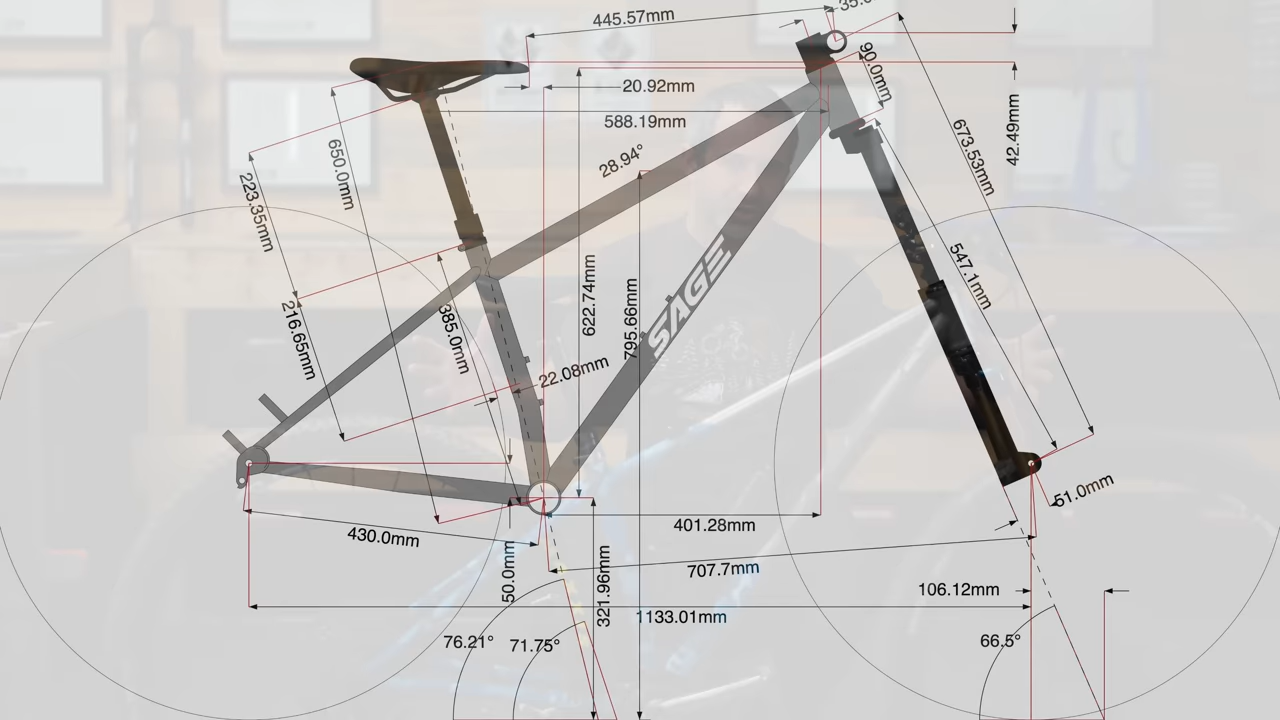 445.57mm
35.
90.0mm
20.92mm
588.19mm
28.94°
673.53mm
42.49mm
650.0mm
223.35mm
216.65mm
385.0mm
622.74mm
795.66mm
SAGE
547.1mm
22.08mm
51.0mm
401.28mm
430.0mm
707.7mm
50.0mm
321.96mm
106.12mm
1133.01mm
76.21°
71.75°
66.5°